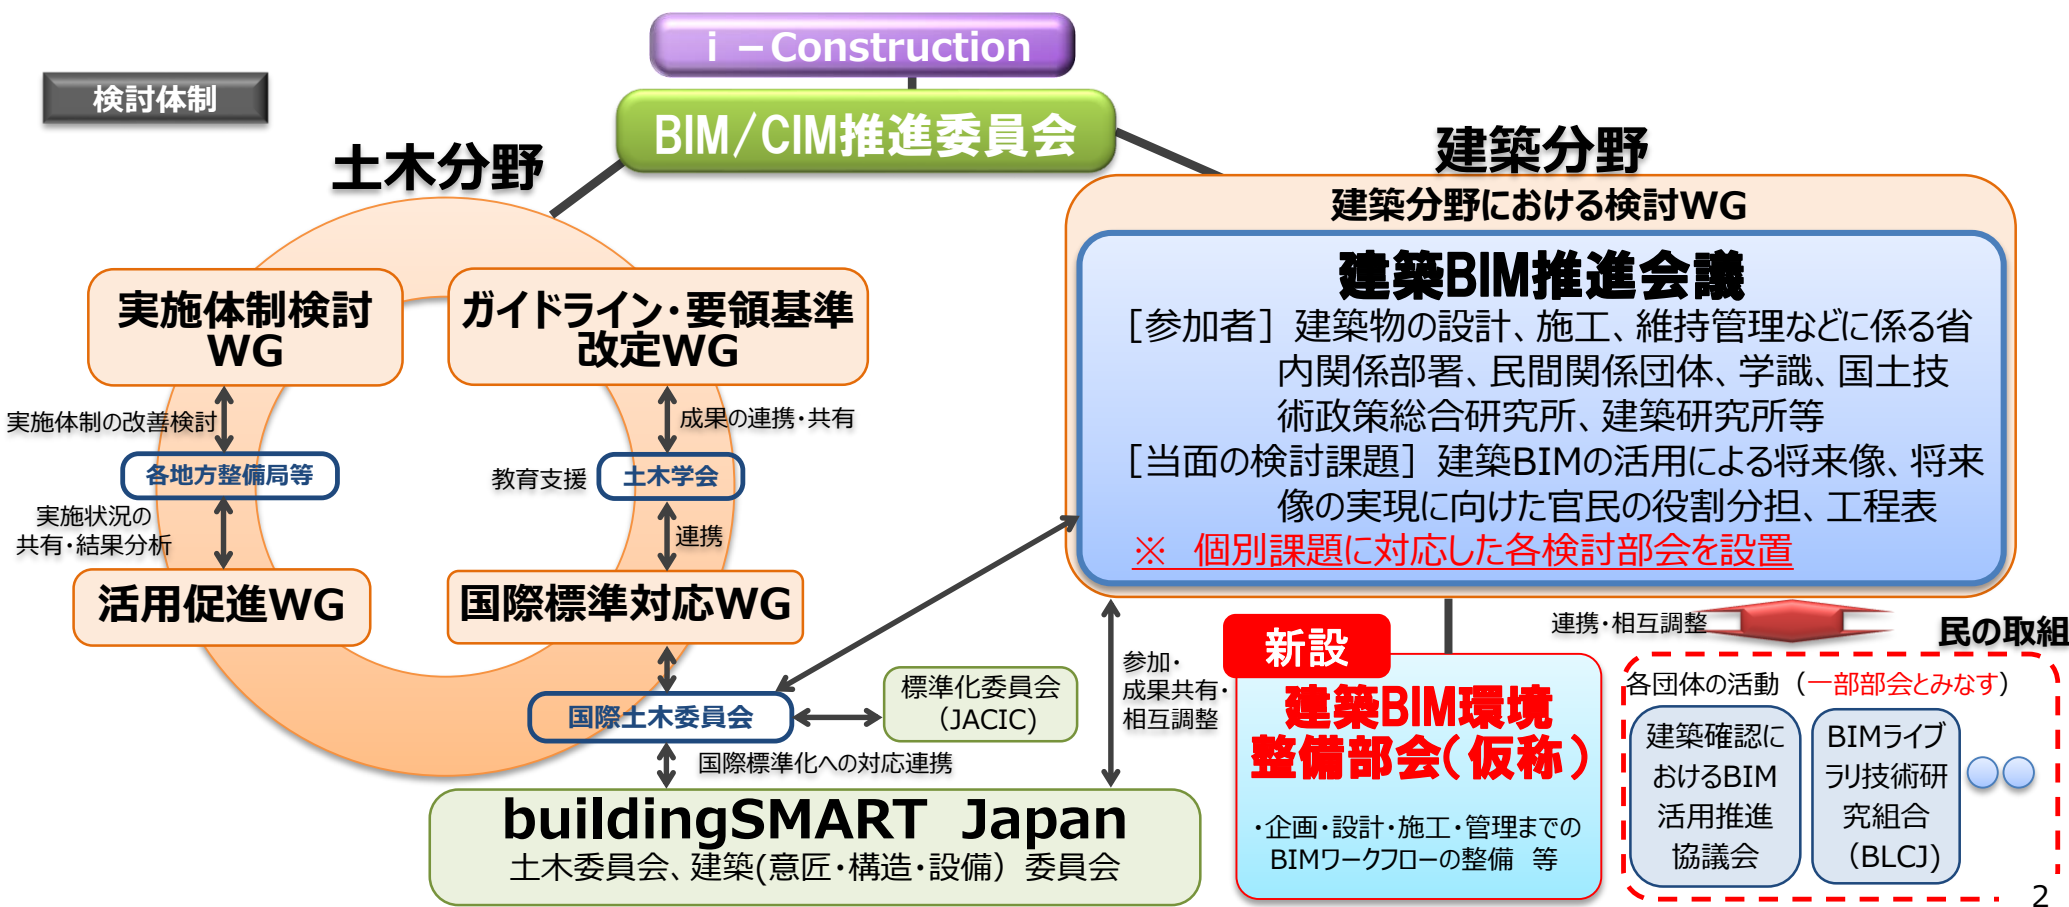 i －Construction
検討体制
BIM/CIM推進委員会
土木分野
建築分野
実施体制検討
WG
ガイドライン・要領基準
改定WG
実施体制の改善検討
成果の連携・共有
各地方整備局等
教育支援
土木学会
実施状況の
共有・結果分析
連携
活用促進WG
国際標準対応WG
国際土木委員会
標準化委員会
（JACIC)
国際標準化への対応連携
buildingSMART Japan
土木委員会、建築(意匠・構造・設備）委員会
建築分野における検討WG
建築BIM推進会議
［参加者］建築物の設計、施工、維持管理などに係る省
内関係部署、民間関係団体、学識、国土技
術政策総合研究所、建築研究所等
［当面の検討課題］建築BIMの活用による将来像、将来
像の実現に向けた官民の役割分担、工程表
※　個別課題に対応した各検討部会を設置
参加・
成果共有・
相互調整
新設
建築BIM環境
整備部会（仮称）
・企画・設計・施工・管理までの
BIMワークフローの整備　等
連携・相互調整
民の取組
各団体の活動（一部部会とみなす）
建築確認に
おけるBIM
活用推進
協議会
BIMライブ
ラリ技術研
究組合
（BLCJ)
2